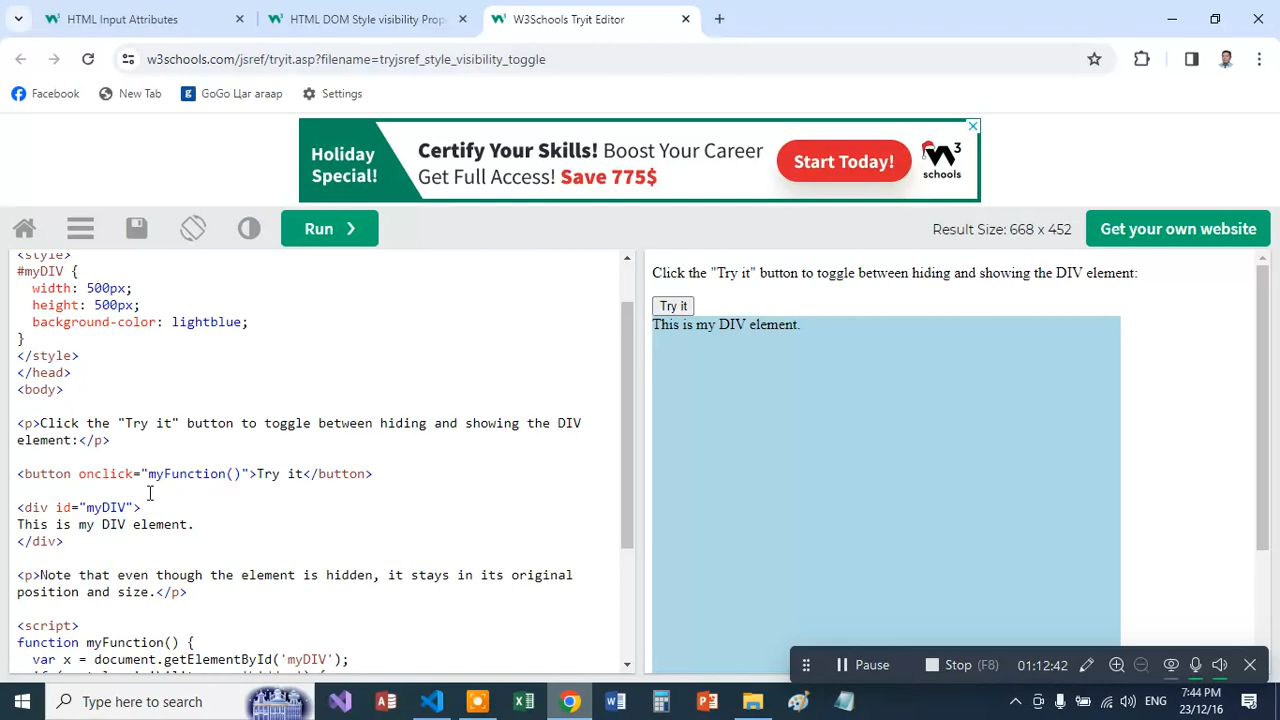 HTML Input Attributes
HTML DOM Style visibility Prop
W3Schools Tryit Editor
w3schools.com/jsref/tryit.asp?filename=tryjsref_style_visibility_toggle
Facebook
New Tab
GoGo Цаг агаар
Settings
Holiday
Special!
Certify Your Skills! Boost Your Career
Get Full Access! Save 775$
Start Today!
W3
schools
Run ❯
Result Size: 668 x 452
Get your own website
<style>
#myDIV {
width: 500px;
height: 500px;
background-color: lightblue;
}
</style>
</head>
<body>
<p>Click the "Try it" button to toggle between hiding and showing the DIV
element:</p>
<button onclick="myFunction()">Try it</button>
<div id="myDIV">
This is my DIV element.
</div>
<p>Note that even though the element is hidden, it stays in its original
position and size.</p>
<script>
function myFunction() {
var x = document.getElementById('myDIV');
Click the "Try it" button to toggle between hiding and showing the DIV element:
Try it
This is my DIV element.
Pause
Stop (F8)
01:12:42
Type here to search
ENG
7:44 PM
23/12/16